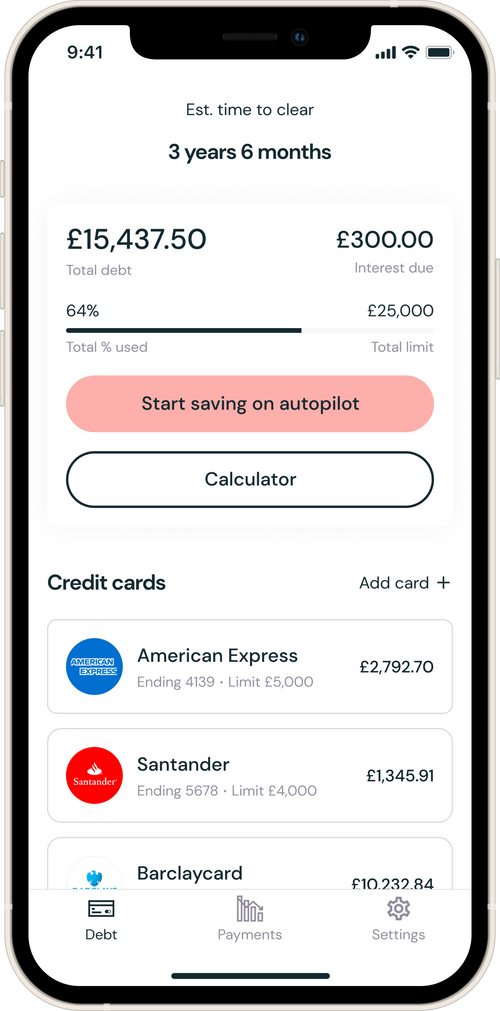 9:41
Est. time to clear
3 years 6 months
£15,437.50 £300.00
Total debt Interest due
64% £25,000
Total % used Total limit
Start saving on autopilot
Calculator
Credit cards Add card +
AMERICAN
EXPRESS
American Express
Ending 4139 · Limit £5,000
£2,792.70
Santander
Santander
Ending 5678 · Limit £4,000
£1,345.91
Barclaycard
£10,232.84
Debt Payments Settings